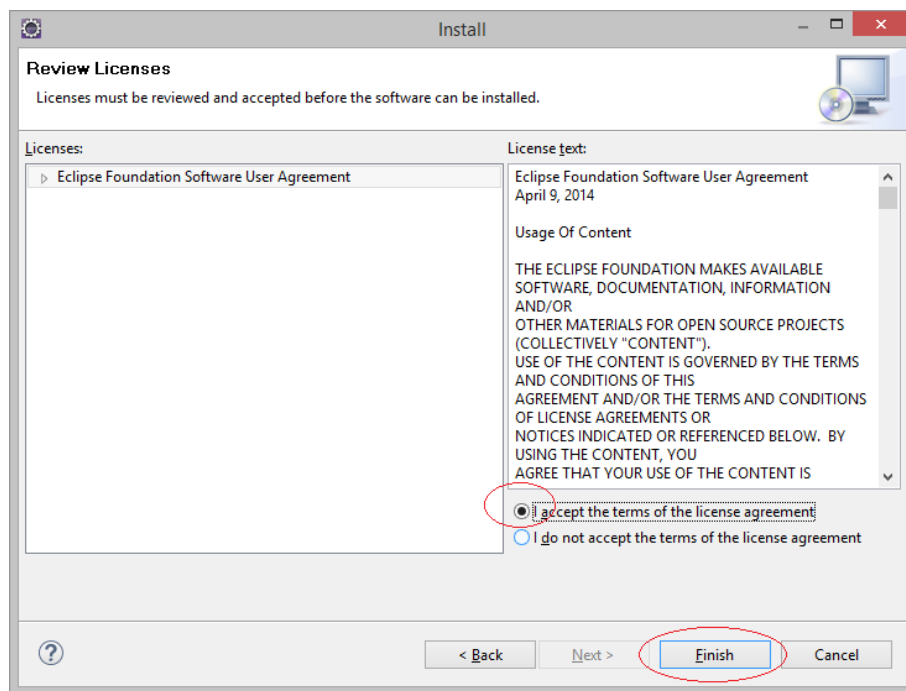 Install
Review Licenses
Licenses must be reviewed and accepted before the software can be installed.
Licenses:
Eclipse Foundation Software User Agreement
License text:
Eclipse Foundation Software User Agreement
April 9, 2014
Usage Of Content
THE ECLIPSE FOUNDATION MAKES AVAILABLE
SOFTWARE, DOCUMENTATION, INFORMATION
AND/OR
OTHER MATERIALS FOR OPEN SOURCE PROJECTS
(COLLECTIVELY "CONTENT").
USE OF THE CONTENT IS GOVERNED BY THE TERMS
AND CONDITIONS OF THIS
AGREEMENT AND/OR THE TERMS AND CONDITIONS
OF LICENSE AGREEMENTS OR
NOTICES INDICATED OR REFERENCED BELOW.  BY
USING THE CONTENT, YOU
AGREE THAT YOUR USE OF THE CONTENT IS
I accept the terms of the license agreement
I do not accept the terms of the license agreement
?
< Back
Next >
Finish
Cancel